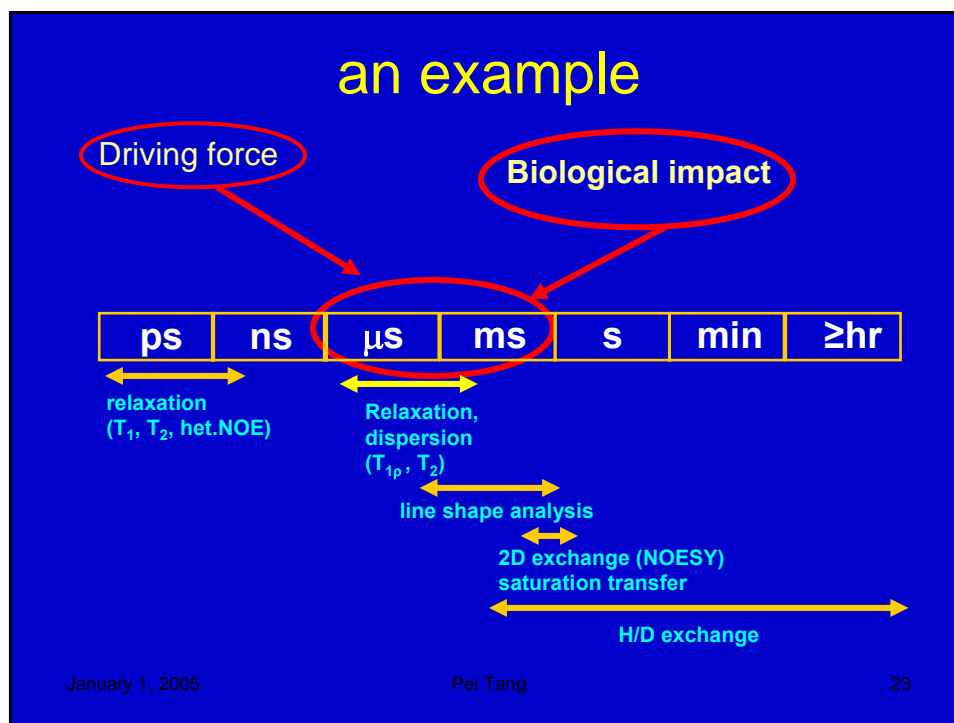 an example
Driving force
Biological impact
ps ns μs ms s min ≥hr
relaxation
(T1, T2, het.NOE)
Relaxation,
dispersion
(T1ρ , T2)
line shape analysis
2D exchange (NOESY)
saturation transfer
H/D exchange
January 1, 2005 Pei Tang 23